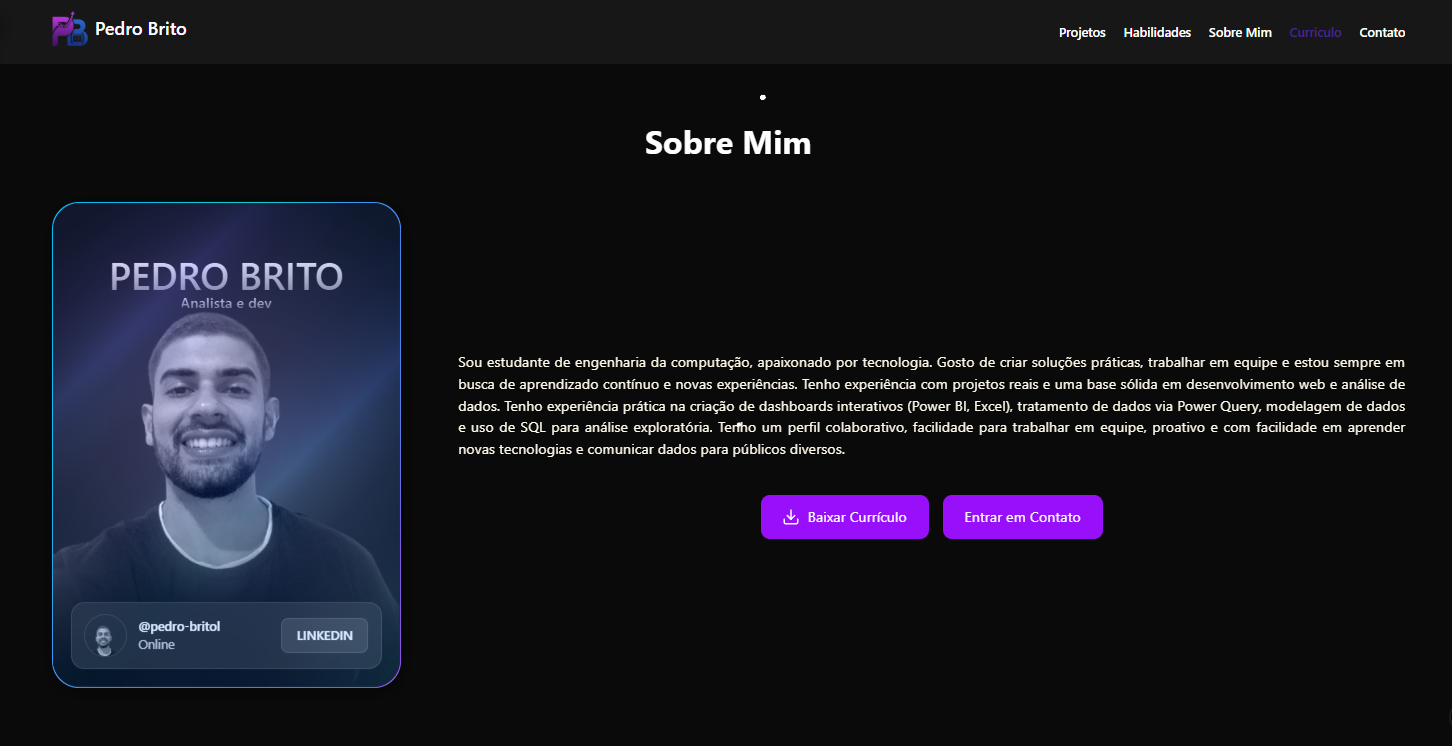 PB Pedro Brito
Projetos Habilidades Sobre Mim Curriculo Contato
Sobre Mim
PEDRO BRITO
Analista e dev
Sou estudante de engenharia da computação, apaixonado por tecnologia. Gosto de criar soluções práticas, trabalhar em equipe e estou sempre em
busca de aprendizado contínuo e novas experiências. Tenho experiência com projetos reais e uma base sólida em desenvolvimento web e análise de
dados. Tenho experiência prática na criação de dashboards interativos (Power BI, Excel), tratamento de dados via Power Query, modelagem de dados
e uso de SQL para análise exploratória. Tenho um perfil colaborativo, facilidade para trabalhar em equipe, proativo e com facilidade em aprender
novas tecnologias e comunicar dados para públicos diversos.
Baixar Currículo
Entrar em Contato
@pedro-britol
Online
LINKEDIN